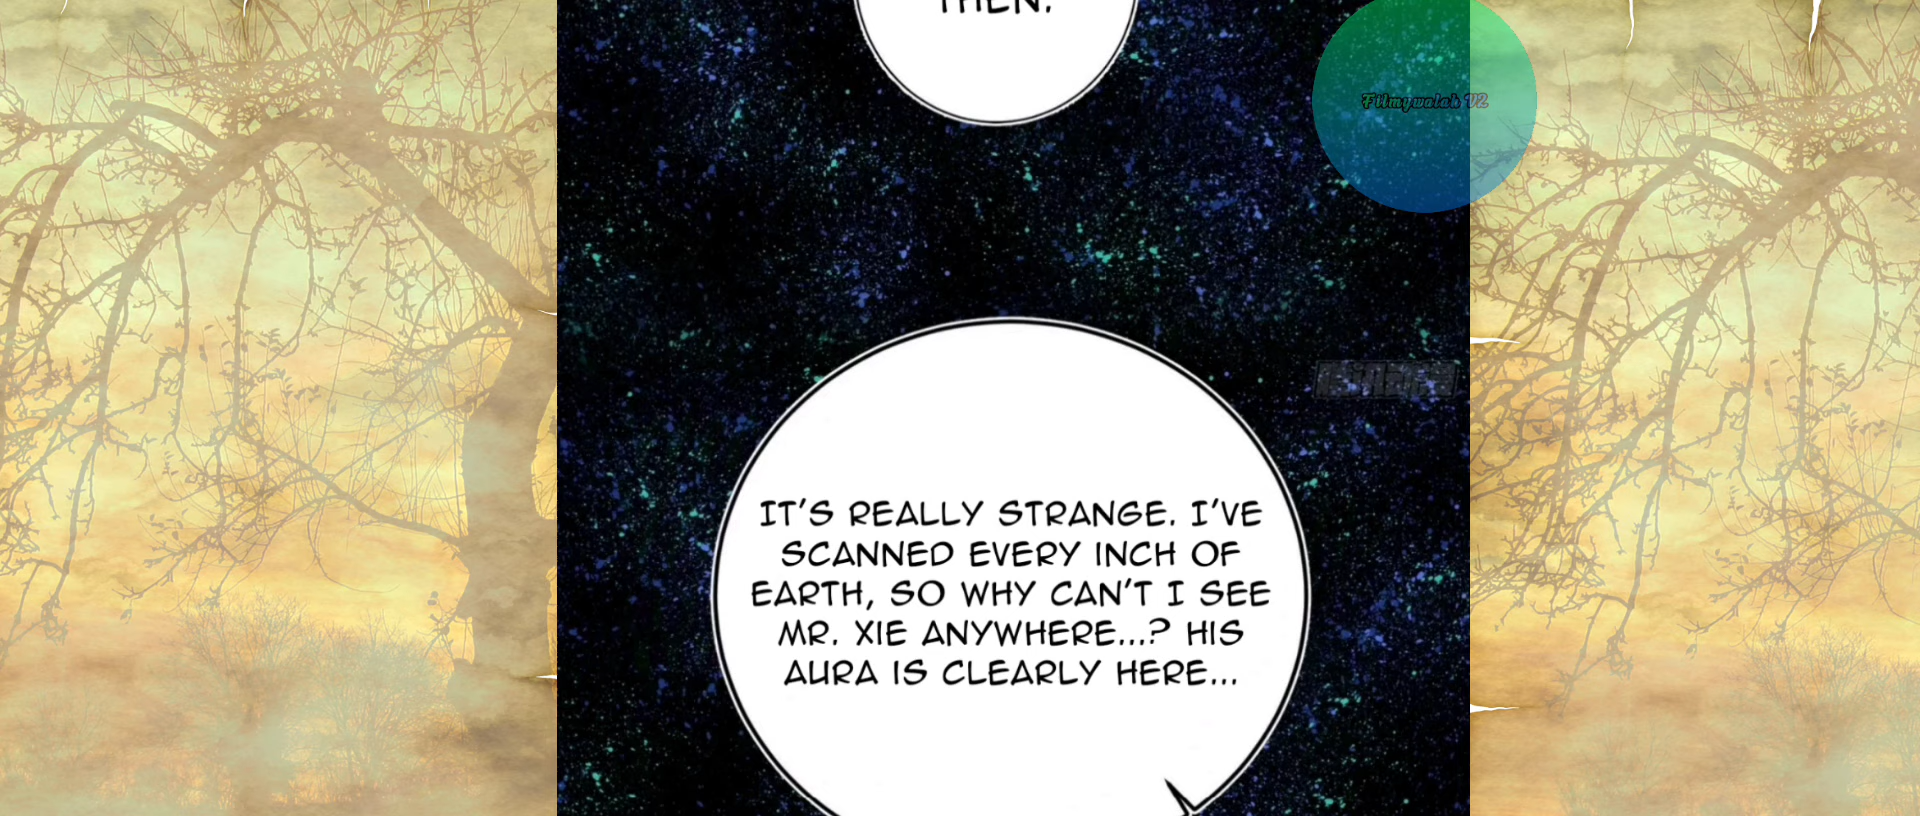 THEN.
Filmywalah V2
IT'S REALLY STRANGE. I'VE
SCANNED EVERY INCH OF
EARTH, SO WHY CAN'T I SEE
MR. XIE ANYWHERE...? HIS
AURA IS CLEARLY HERE...